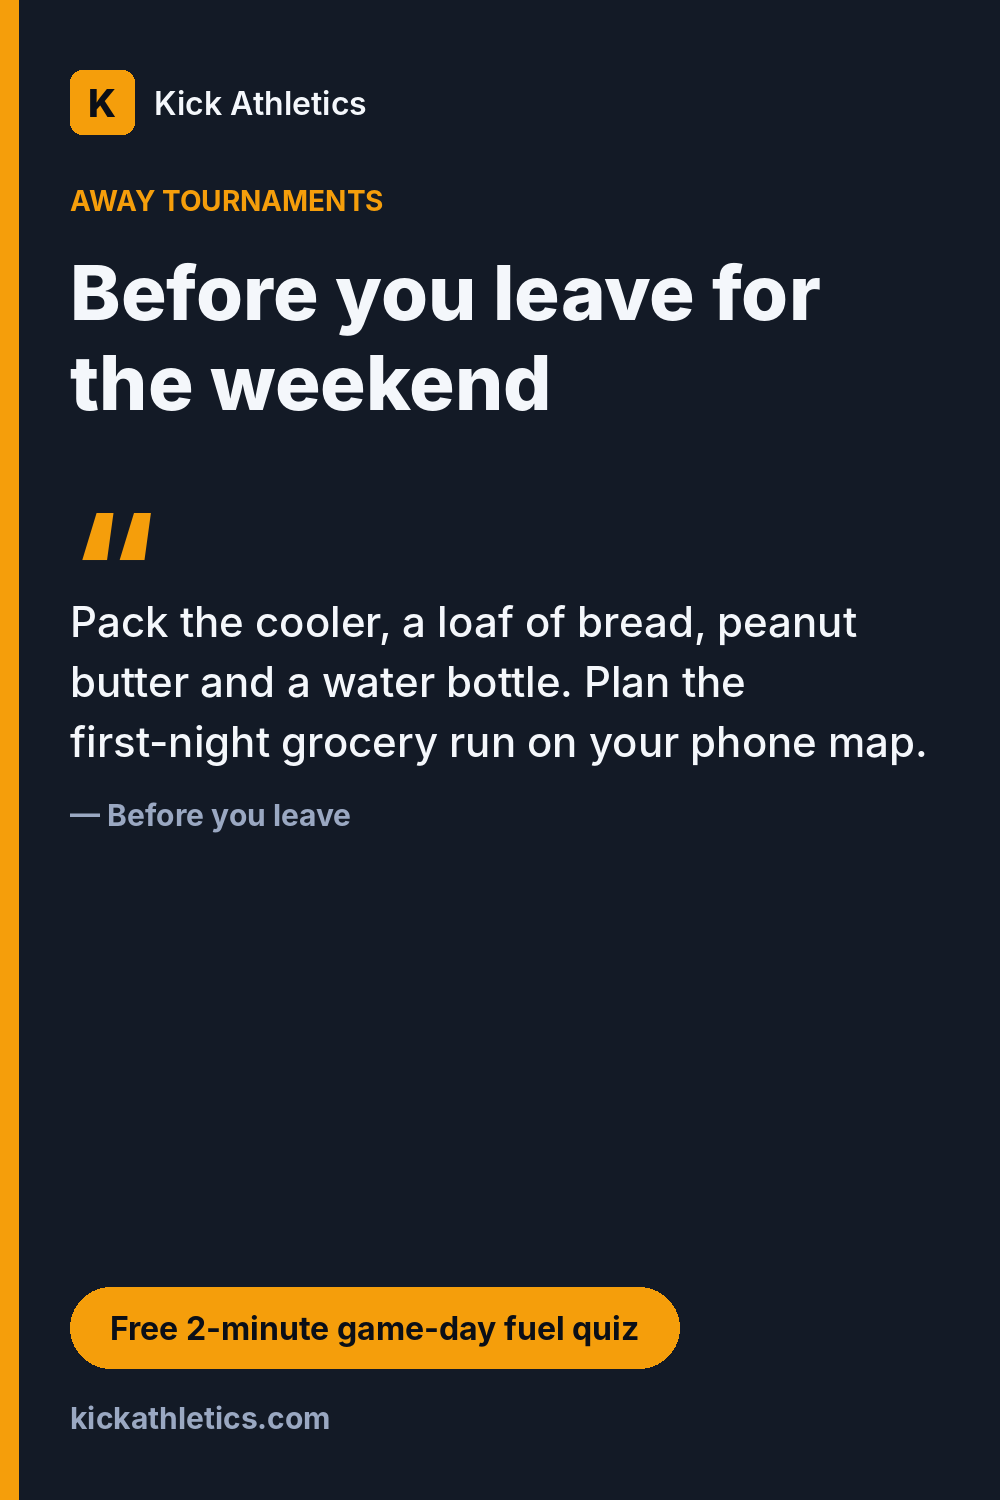 K Kick Athletics
AWAY TOURNAMENTS
Before you leave for
the weekend
"
Pack the cooler, a loaf of bread, peanut
butter and a water bottle. Plan the
first-night grocery run on your phone map.
— Before you leave
Free 2-minute game-day fuel quiz
kickathletics.com